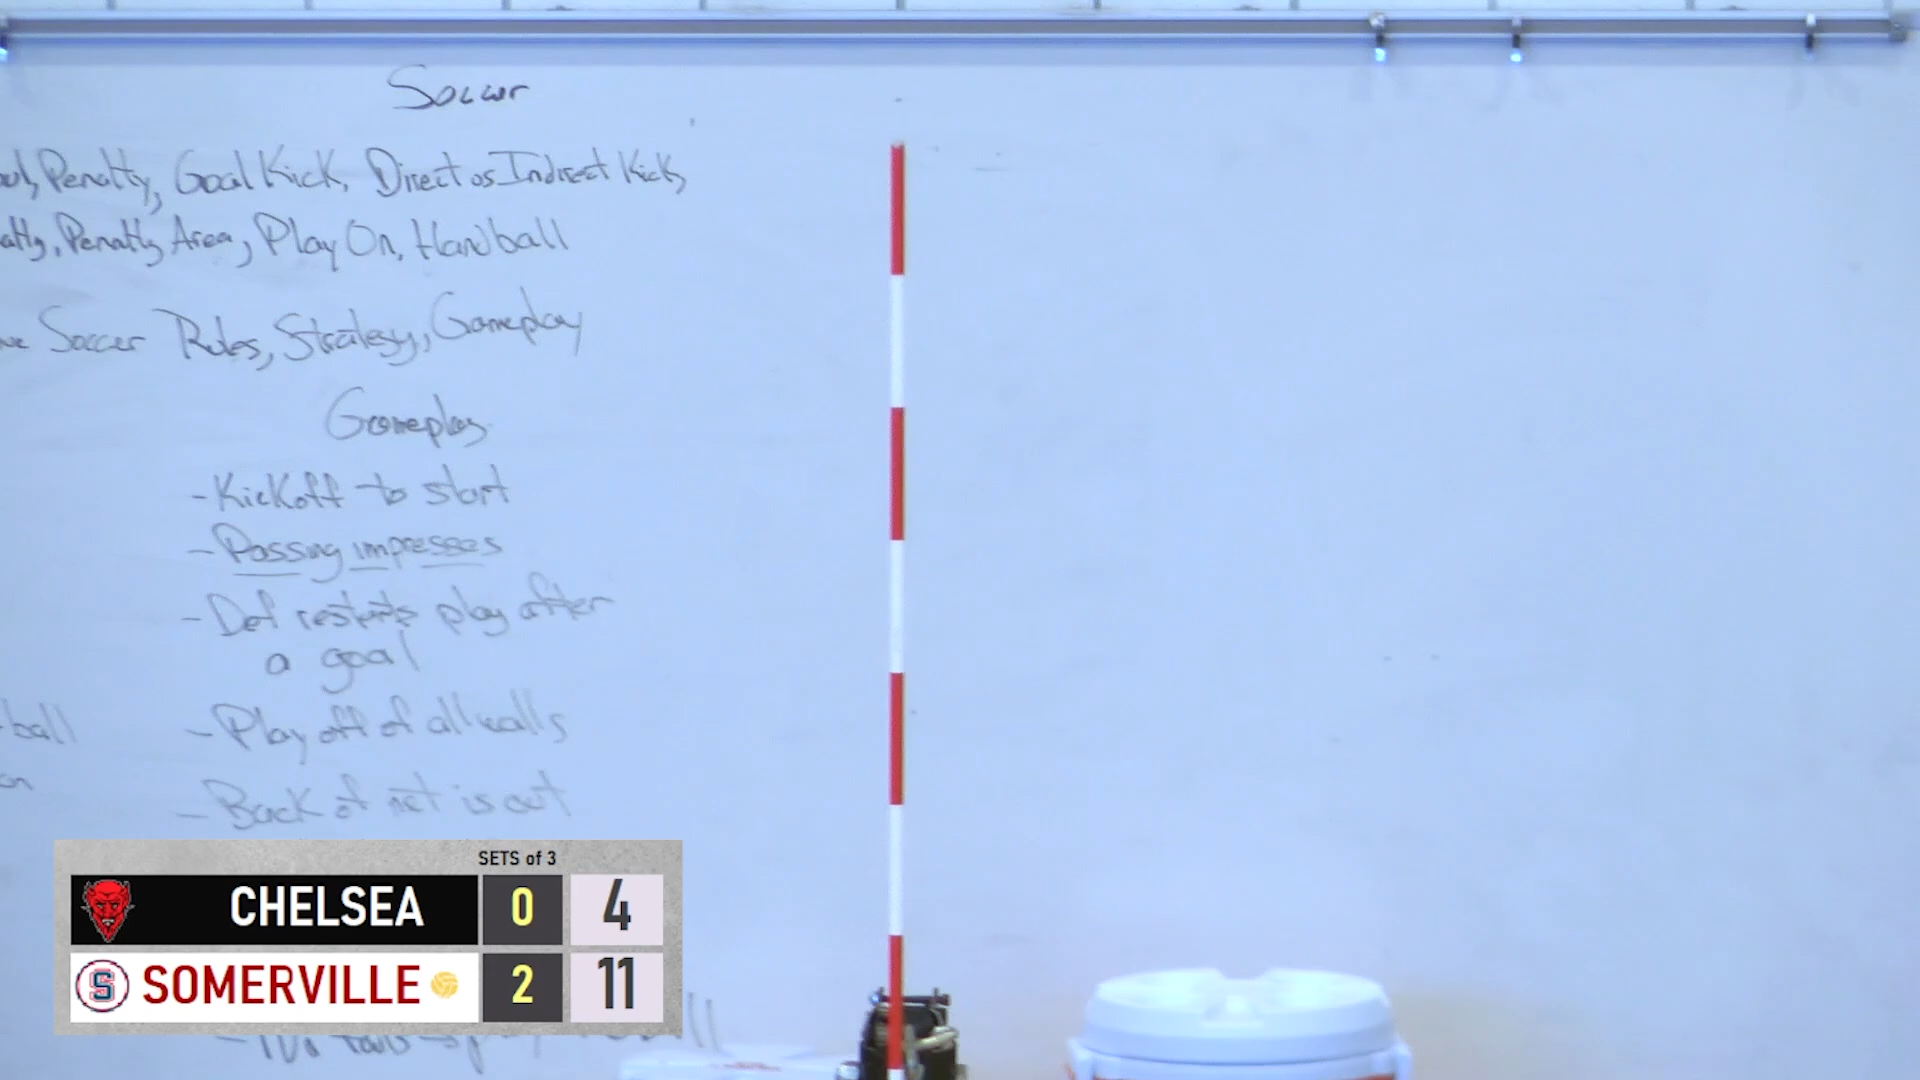 Soccer
Penalty, Goal Kick, Direct or Indirect Kick,
Penalty Area, Play On, Handball
Soccer Rules, Strategy, Gameplay
Gameplay
- Kickoff to start
- Passing impresses
- Def restarts play after
a goal
ball
- Play off of all walls
- Back of net is out
SETS of 3
CHELSEA 0 4
S SOMERVILLE 2 11